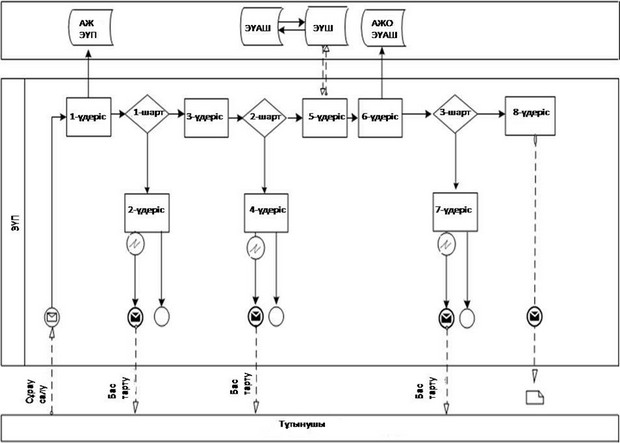 АЖ
ЭҮП
ЭҮАШ
ЭҮШ
АЖО
ЭҮАШ
1-үдеріс
1-шарт
3-үдеріс
2-шарт
5-үдеріс
6-үдеріс
3-шарт
8-үдеріс
2-үдеріс
4-үдеріс
7-үдеріс
ЭҮП
Сұрау
салу
Бас
тарту
Бас
тарту
Бас
тарту
Тұтынушы